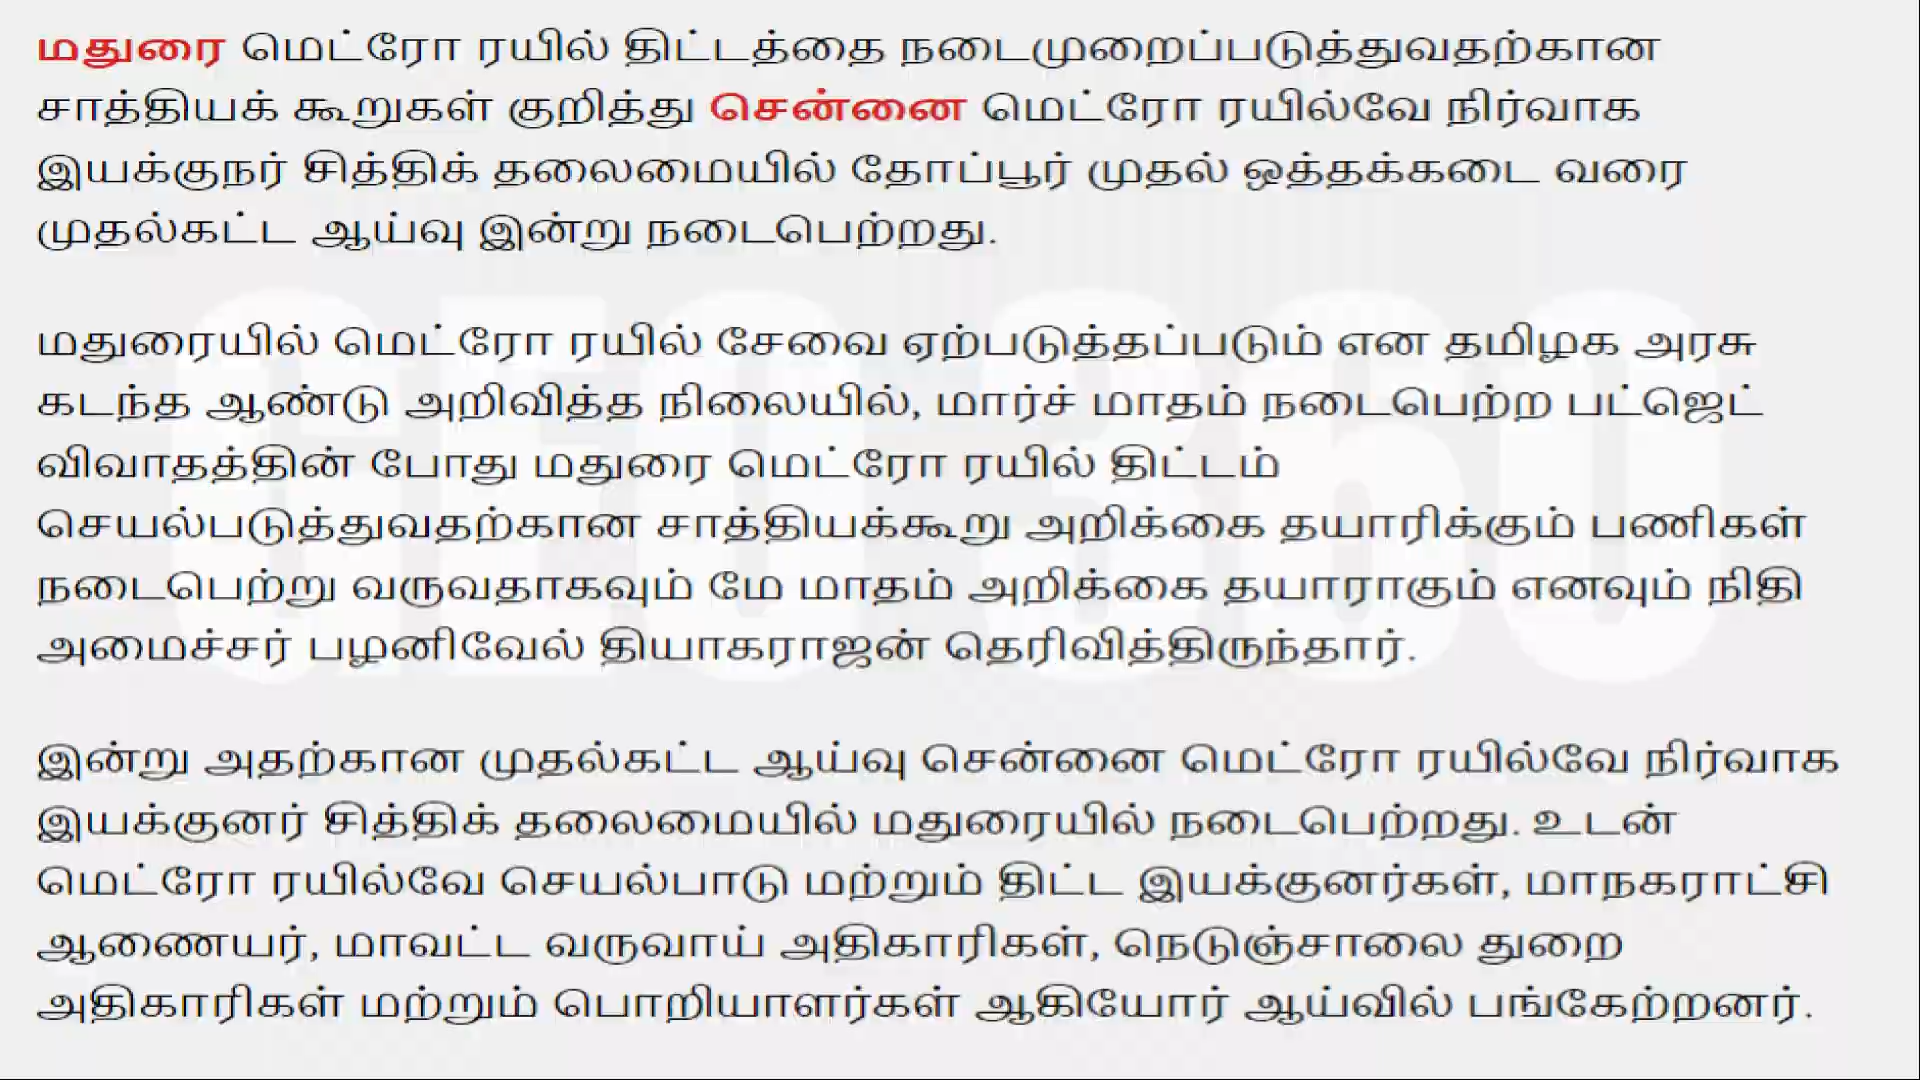 மதுரை மெட்ரோ ரயில் திட்டத்தை நடைமுறைப்படுத்துவதற்கான
சாத்தியக் கூறுகள் குறித்து சென்னை மெட்ரோ ரயில்வே நிர்வாக
இயக்குநர் சித்திக் தலைமையில் தோப்பூர் முதல் ஒத்தக்கடை வரை
முதல்கட்ட ஆய்வு இன்று நடைபெற்றது.
மதுரையில் மெட்ரோ ரயில் சேவை ஏற்படுத்தப்படும் என தமிழக அரசு
கடந்த ஆண்டு அறிவித்த நிலையில், மார்ச் மாதம் நடைபெற்ற பட்ஜெட்
விவாதத்தின் போது மதுரை மெட்ரோ ரயில் திட்டம்
செயல்படுத்துவதற்கான சாத்தியக்கூறு அறிக்கை தயாரிக்கும் பணிகள்
நடைபெற்று வருவதாகவும் மே மாதம் அறிக்கை தயாராகும் எனவும் நிதி
அமைச்சர் பழனிவேல் தியாகராஜன் தெரிவித்திருந்தார்.
இன்று அதற்கான முதல்கட்ட ஆய்வு சென்னை மெட்ரோ ரயில்வே நிர்வாக
இயக்குனர் சித்திக் தலைமையில் மதுரையில் நடைபெற்றது. உடன்
மெட்ரோ ரயில்வே செயல்பாடு மற்றும் திட்ட இயக்குனர்கள், மாநகராட்சி
ஆணையர், மாவட்ட வருவாய் அதிகாரிகள், நெடுஞ்சாலை துறை
அதிகாரிகள் மற்றும் பொறியாளர்கள் ஆகியோர் ஆய்வில் பங்கேற்றனர்.
GEO 360